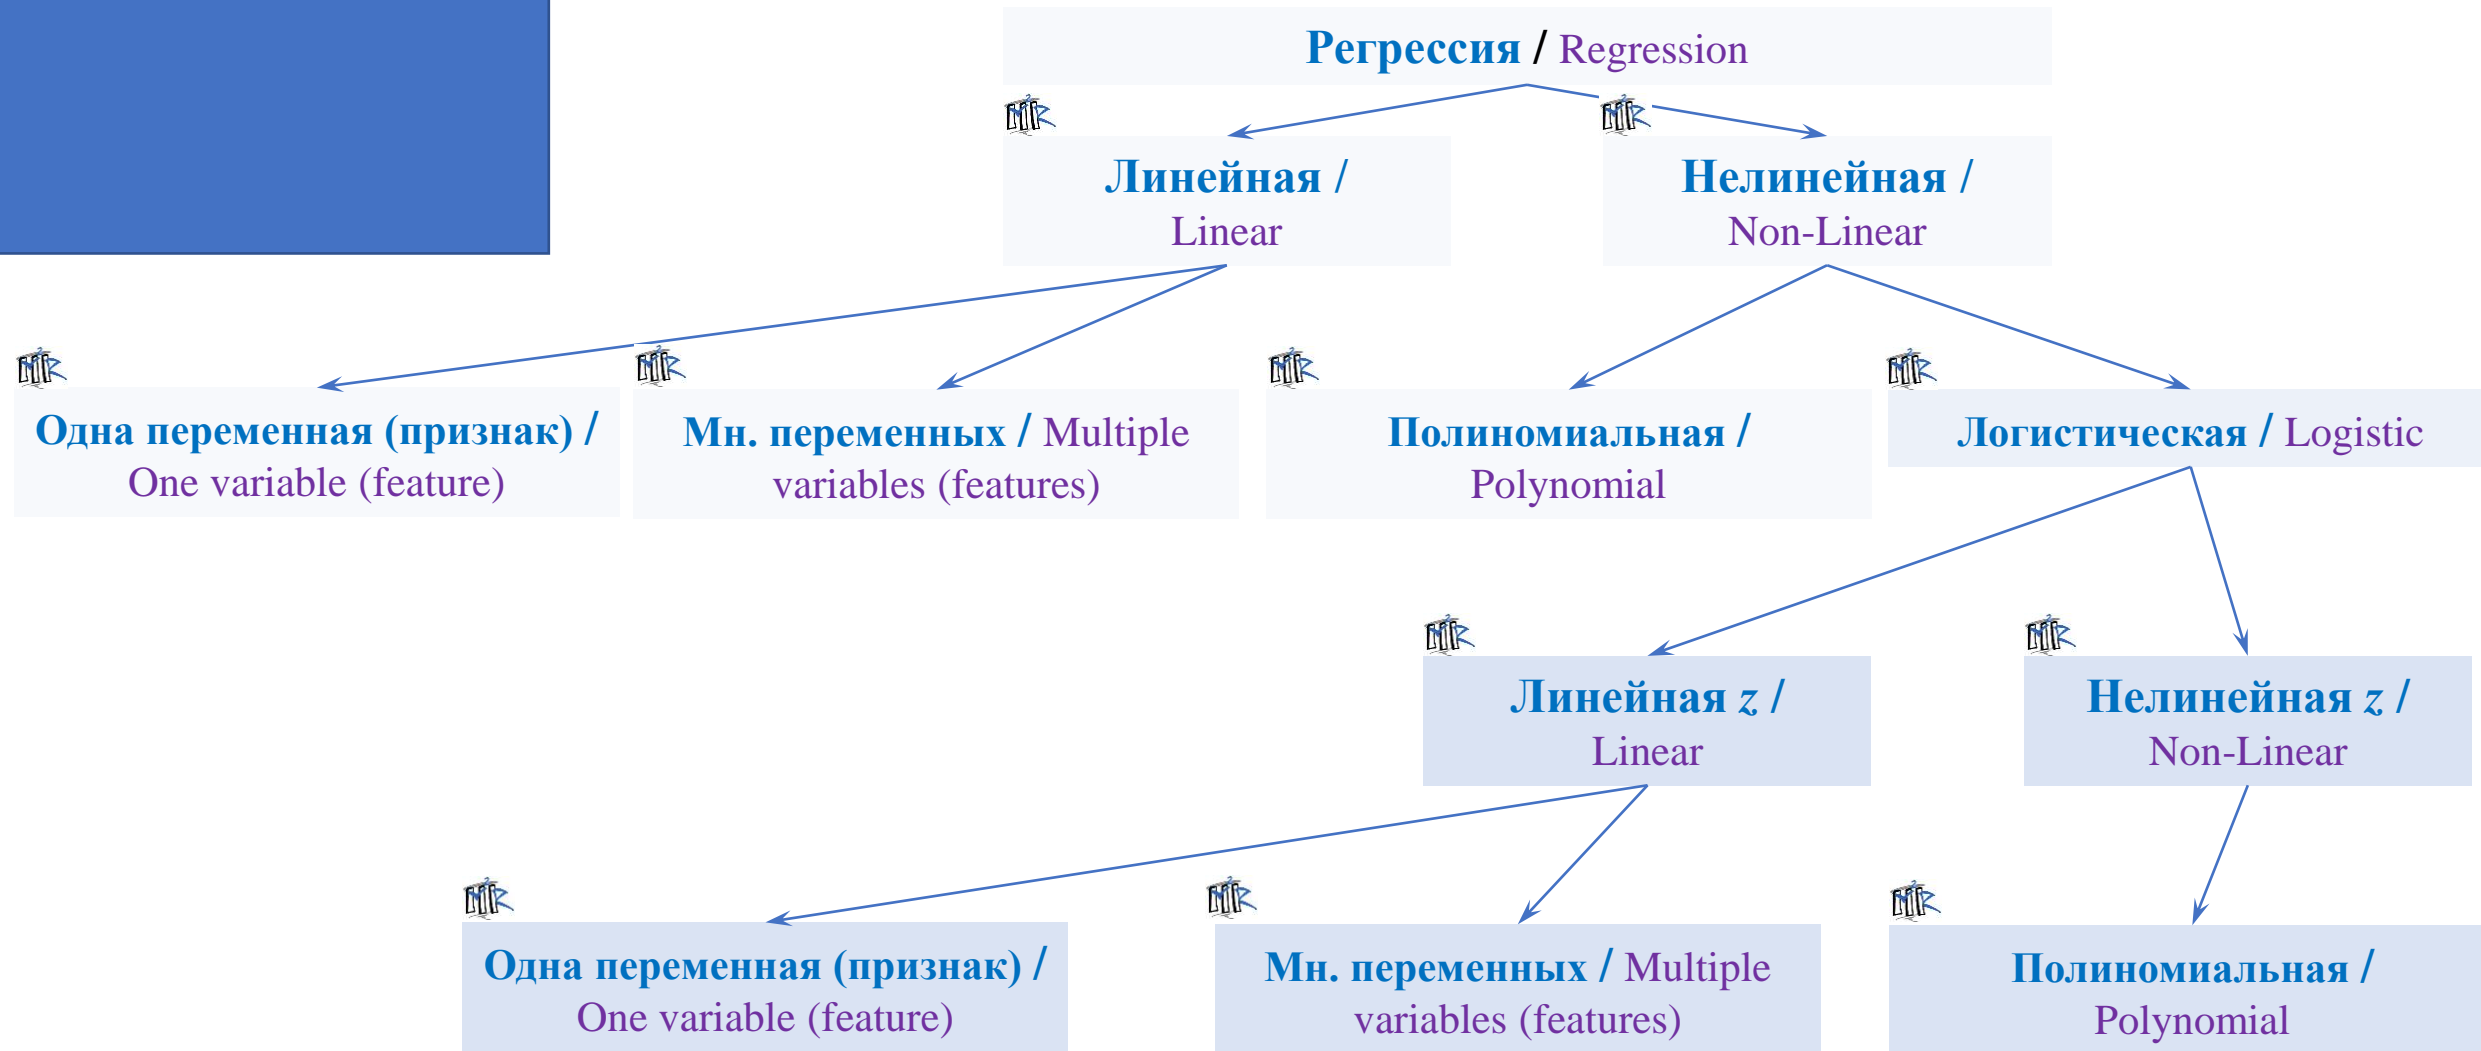 Регрессия / Regression
Линейная /
Linear
Нелинейная /
Non-Linear
Одна переменная (признак) /
One variable (feature)
Мн. переменных / Multiple
variables (features)
Полиномиальная /
Polynomial
Логистическая / Logistic
Линейная z /
Linear
Нелинейная z /
Non-Linear
Одна переменная (признак) /
One variable (feature)
Мн. переменных / Multiple
variables (features)
Полиномиальная /
Polynomial